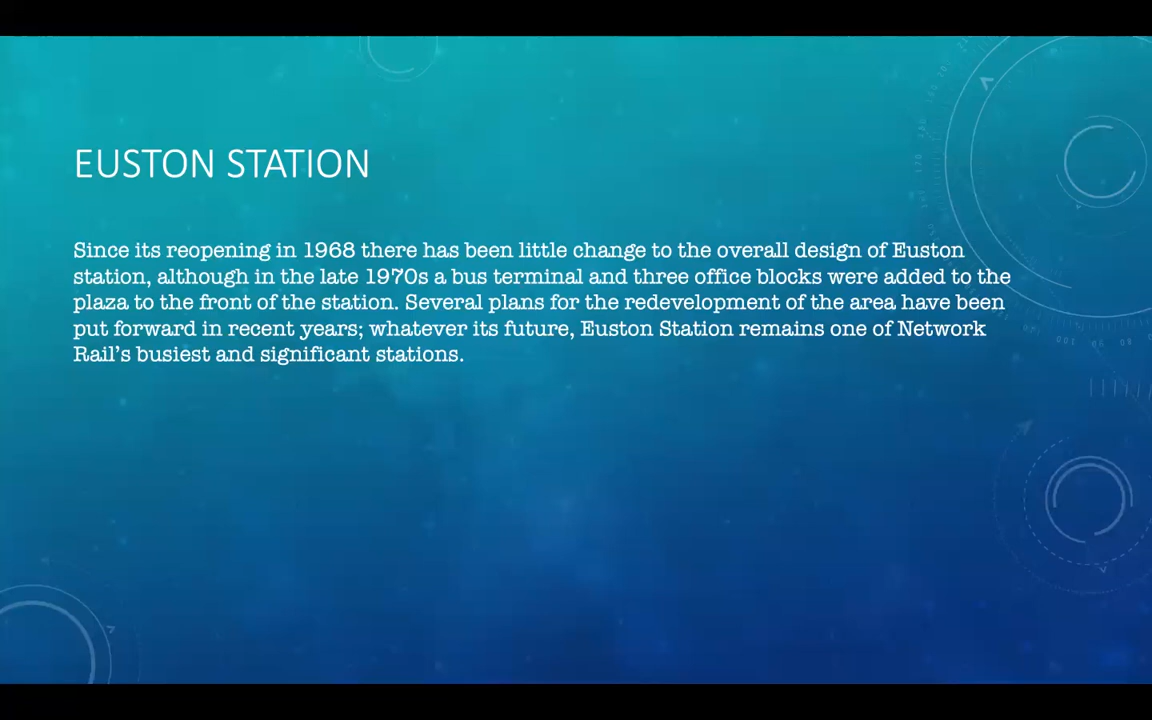 EUSTON STATION
Since its reopening in 1968 there has been little change to the overall design of Euston
station, although in the late 1970s a bus terminal and three office blocks were added to the
plaza to the front of the station. Several plans for the redevelopment of the area have been
put forward in recent years; whatever its future, Euston Station remains one of Network
Rail's busiest and significant stations.